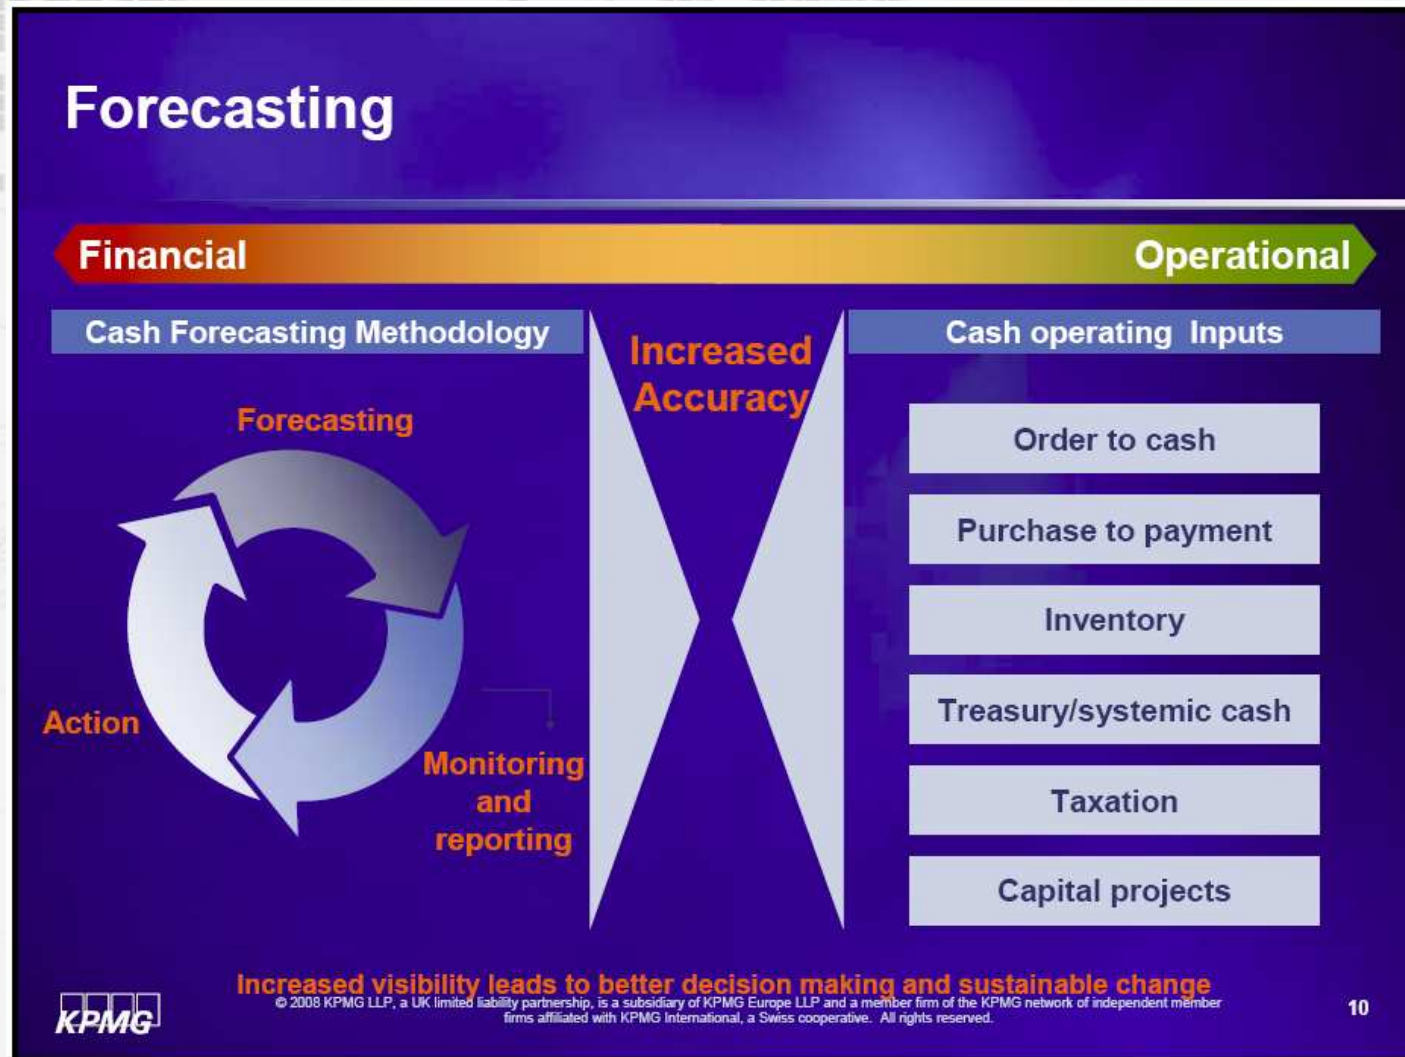 Forecasting
Financial
Operational
Cash Forecasting Methodology
Increased
Accuracy
Cash operating Inputs
Forecasting
Action
Monitoring
and
reporting
Order to cash
Purchase to payment
Inventory
Treasury/systemic cash
Taxation
Capital projects
Increased visibility leads to better decision making and sustainable change
© 2008 KPMG LLP, a UK limited liability partnership, is a subsidiary of KPMG Europe LLP and a member firm of the KPMG network of independent member
firms affiliated with KPMG International, a Swiss cooperative. All rights reserved.
KPMG
10